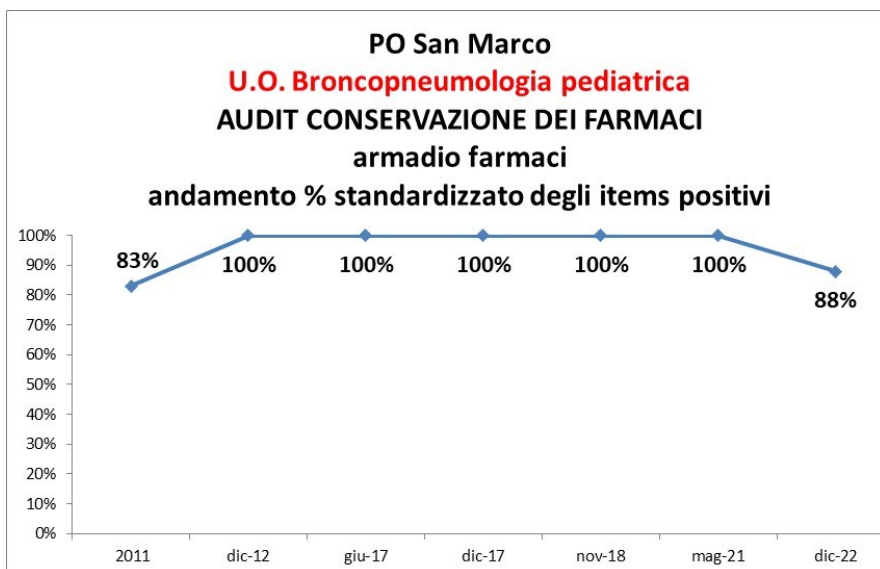 PO San Marco
U.O. Broncopneumologia pediatrica
AUDIT CONSERVAZIONE DEI FARMACI
armadio farmaci
andamento % standardizzato degli items positivi
100%
90%
80%
70%
60%
50%
40%
30%
20%
10%
0%
83%
100%
100%
100%
100%
100%
88%
2011
dic-12
giu-17
dic-17
nov-18
mag-21
dic-22